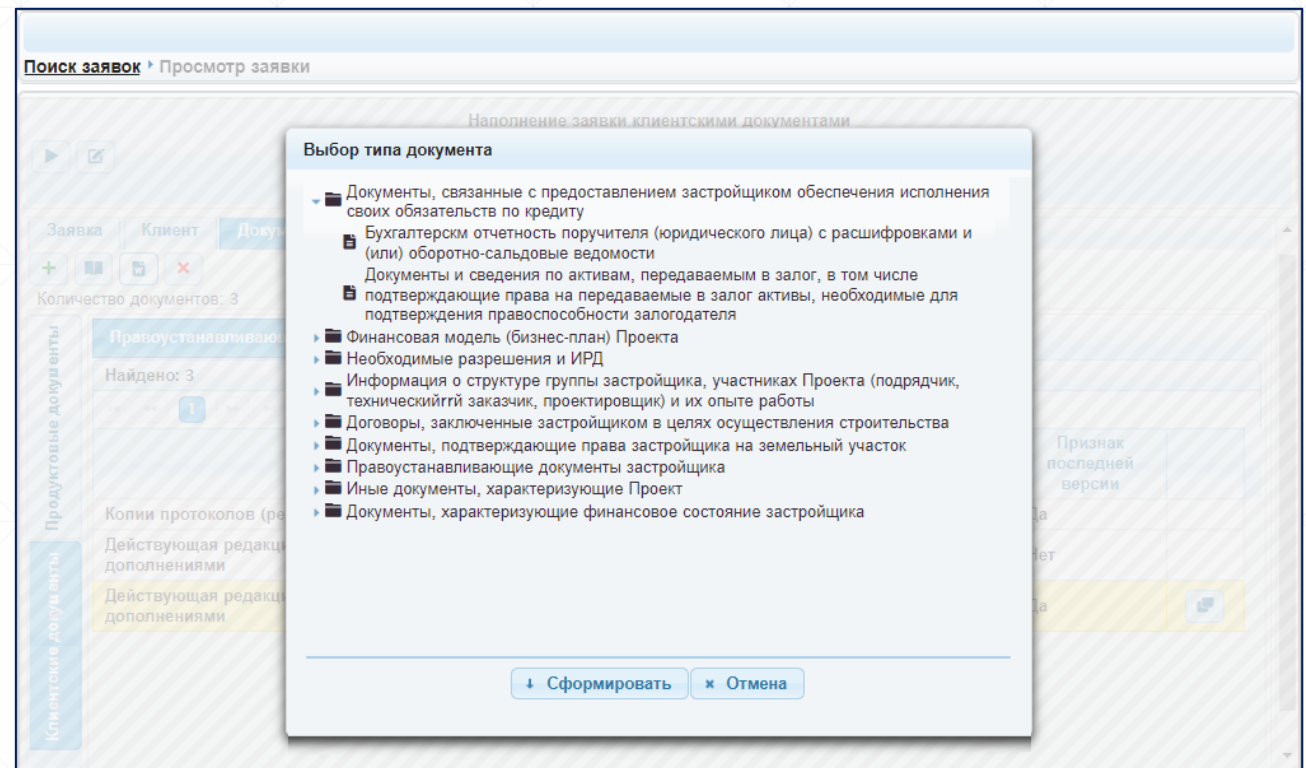 Поиск заявок Просмотр заявки
Наполнение заявки клиентскими документами
Выбор типа документа
Документы, связанные с предоставлением застройщиком обеспечения исполнения
своих обязательств по кредиту
Бухгалтерскм отчетность поручителя (юридического лица) с расшифровками и
(или) оборотно-сальдовые ведомости
Документы и сведения по активам, передаваемым в залог, в том числе
подтверждающие права на передаваемые в залог активы, необходимые для
подтверждения правоспособности залогодателя
Финансовая модель (бизнес-план) Проекта
Необходимые разрешения и ИРД
Информация о структуре группы застройщика, участниках Проекта (подрядчик,
техническийrrй заказчик, проектировщик) и их опыте работы
Договоры, заключенные застройщиком в целях осуществления строительства
Документы, подтверждающие права застройщика на земельный участок
Правоустанавливающие документы застройщика
Иные документы, характеризующие Проект
Документы, характеризующие финансовое состояние застройщика
Сформировать
Отмена
Заявка
Клиент
Докум
Количество документов: 3
Продуктовые документы
Клиентские документы
Правоустанавливаю
Найдено: 3
1
Признак
последней
версии
Копии протоколов (ре
Да
Действующая редакц
дополнениями
Нет
Действующая редакц
дополнениями
Да